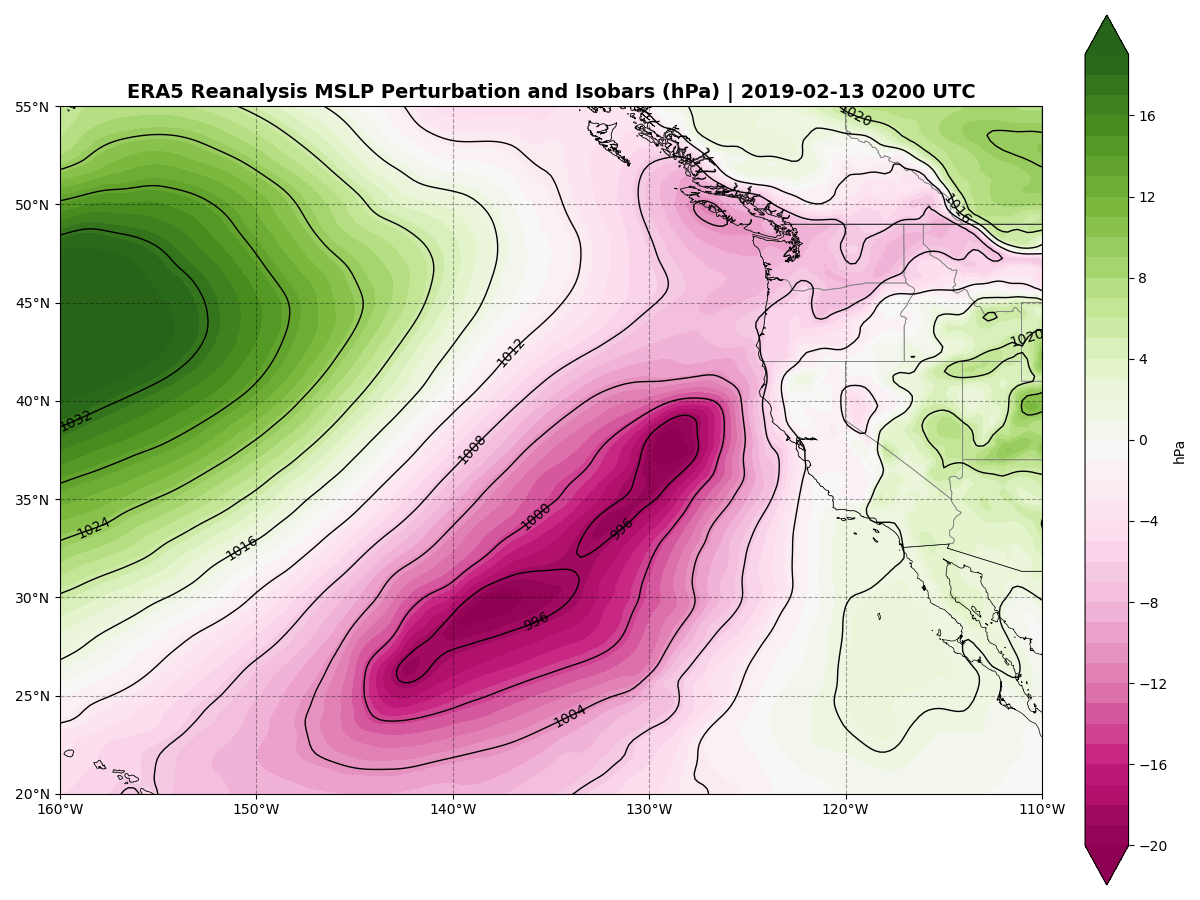 ERA5 Reanalysis MSLP Perturbation and Isobars (hPa) | 2019-02-13 0200 UTC
55°N
50°N
45°N
40°N
35°N
30°N
25°N
20°N
160°W
150°W
140°W
130°W
120°W
110°W
1020
1016
1020
1012
1032
1008
1000
996
1024
1016
996
1004
16
12
8
4
0
−4
−8
−12
−16
−20
hPa